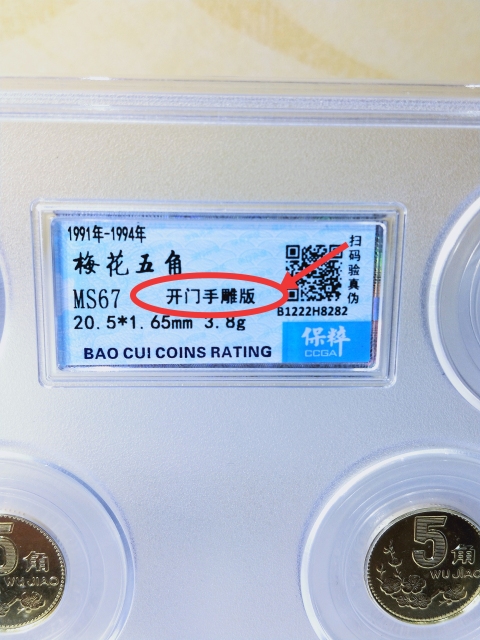 1991年-1994年
梅花五角
MS67 开门手雕版
20.5*1.65mm 3.8g
BAO CUI COINS RATING
扫码验真伪
B1222H8282
保粹
CCGA
5角
WU JIAO
5角
WU JIAO